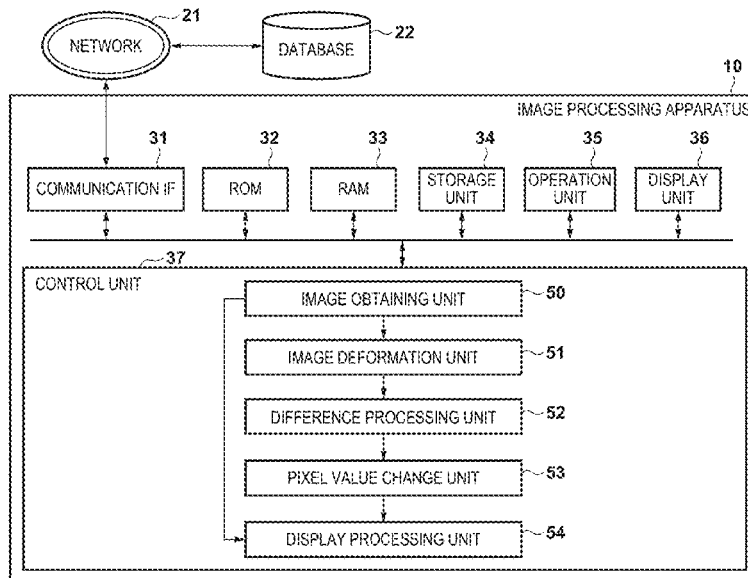 21
NETWORK
22
DATABASE
10
IMAGE PROCESSING APPARATUS
31
COMMUNICATION IF
32
ROM
33
RAM
34
STORAGE
UNIT
35
OPERATION
UNIT
36
DISPLAY
UNIT
37
CONTROL UNIT
IMAGE OBTAINING UNIT
50
IMAGE DEFORMATION UNIT
51
DIFFERENCE PROCESSING UNIT
52
PIXEL VALUE CHANGE UNIT
53
DISPLAY PROCESSING UNIT
54